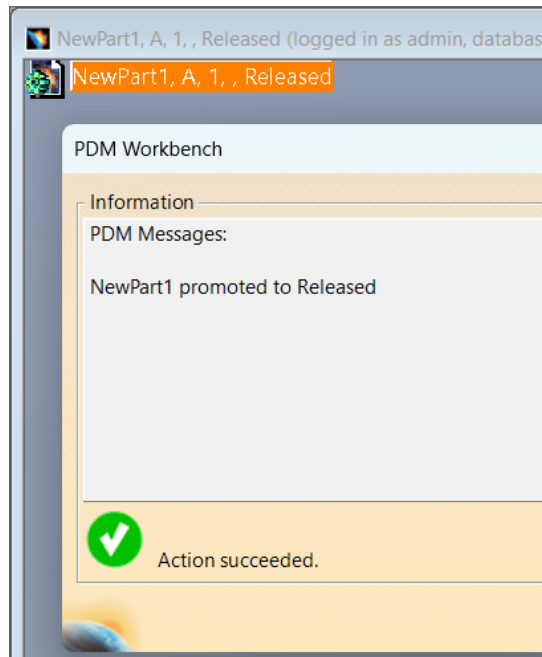 NewPart1, A, 1, , Released (logged in as admin, databas
NewPart1, A, 1, , Released
PDM Workbench
Information
PDM Messages:
NewPart1 promoted to Released
Action succeeded.